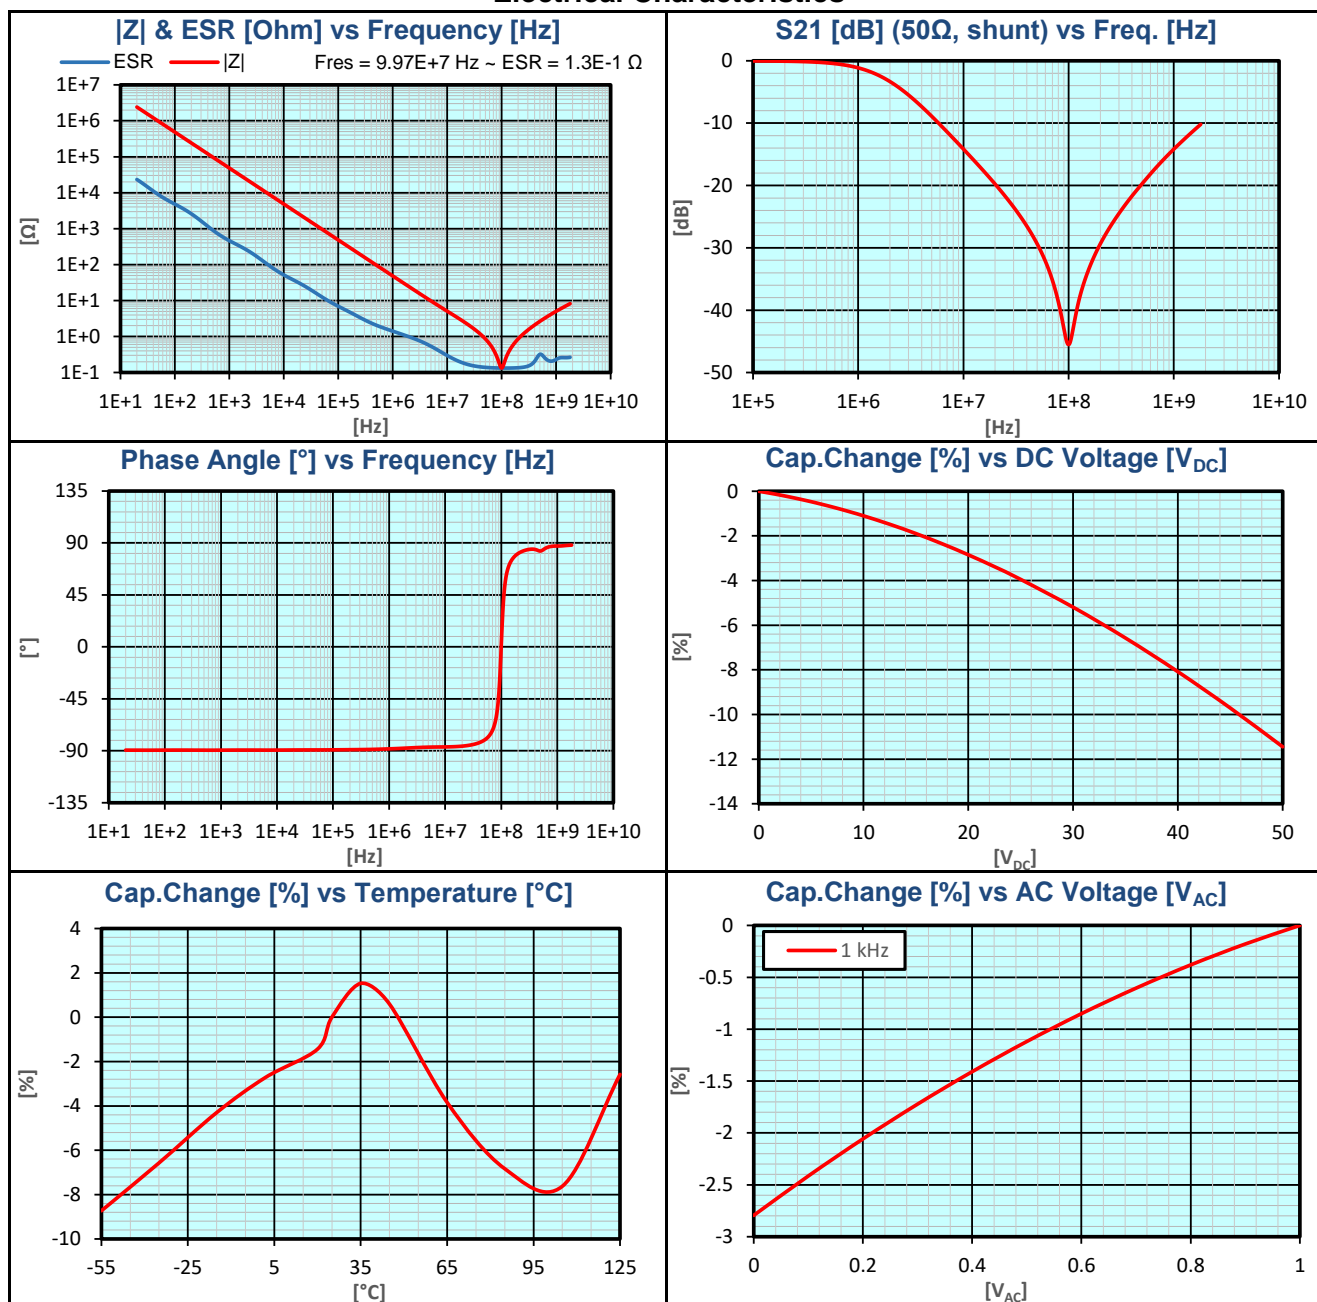 |Z| & ESR [Ohm] vs Frequency [Hz]
ESR
|Z|
Fres = 9.97E+7 Hz ~ ESR = 1.3E-1 Ω
1E+7
1E+6
1E+5
1E+4
1E+3
1E+2
1E+1
1E+0
1E-1
[Ω]
1E+1 1E+2 1E+3 1E+4 1E+5 1E+6 1E+7 1E+8 1E+9 1E+10
[Hz]
S21 [dB] (50Ω, shunt) vs Freq. [Hz]
0
-10
-20
-30
-40
-50
[dB]
1E+5 1E+6 1E+7 1E+8 1E+9 1E+10
[Hz]
Phase Angle [°] vs Frequency [Hz]
135
90
45
0
-45
-90
-135
[°]
1E+1 1E+2 1E+3 1E+4 1E+5 1E+6 1E+7 1E+8 1E+9 1E+10
[Hz]
Cap.Change [%] vs DC Voltage [VDC]
0
-2
-4
-6
-8
-10
-12
-14
[%]
0 10 20 30 40 50
[VDC]
Cap.Change [%] vs Temperature [°C]
4
2
0
-2
-4
-6
-8
-10
[%]
-55 -25 5 35 65 95 125
[°C]
Cap.Change [%] vs AC Voltage [VAC]
1 kHz
0
-0.5
-1
-1.5
-2
-2.5
-3
[%]
0 0.2 0.4 0.6 0.8 1
[VAC]